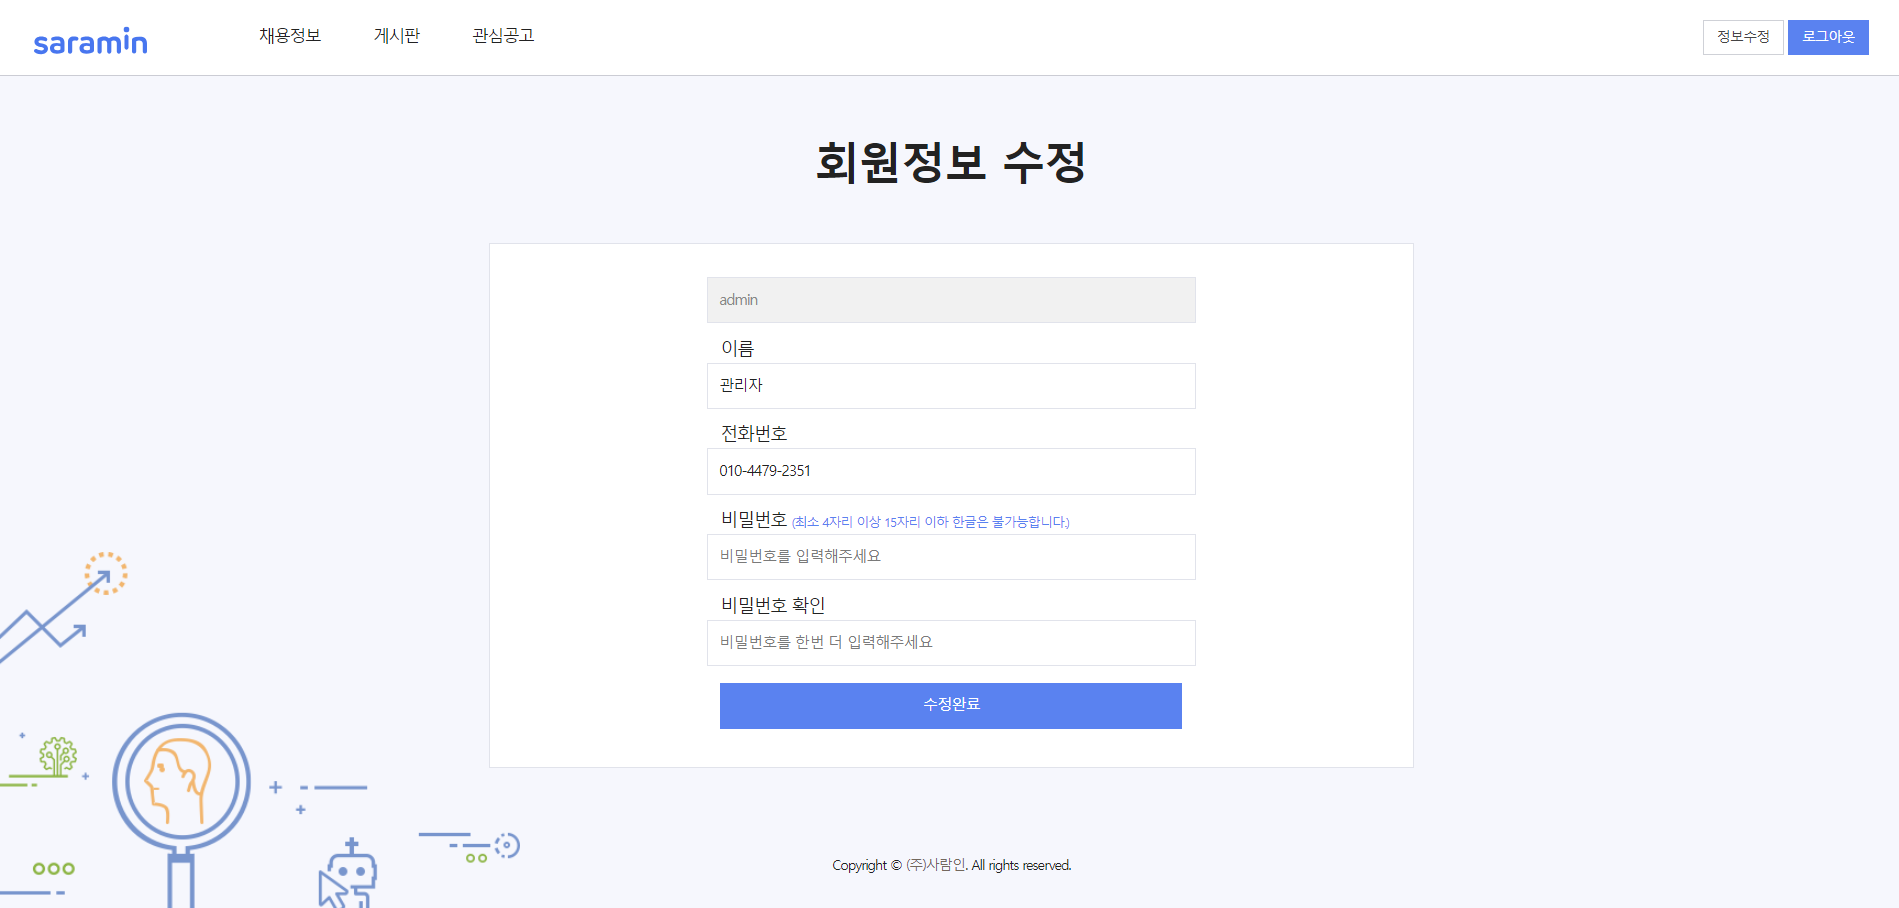 saramin
채용정보 게시판 관심공고
정보수정 로그아웃
회원정보 수정
admin
이름
관리자
전화번호
010-4479-2351
비밀번호 (최소 4자리 이상 15자리 이하 한글은 불가능합니다.)
비밀번호를 입력해주세요
비밀번호 확인
비밀번호를 한번 더 입력해주세요
수정완료
Copyright © (주)사람인. All rights reserved.